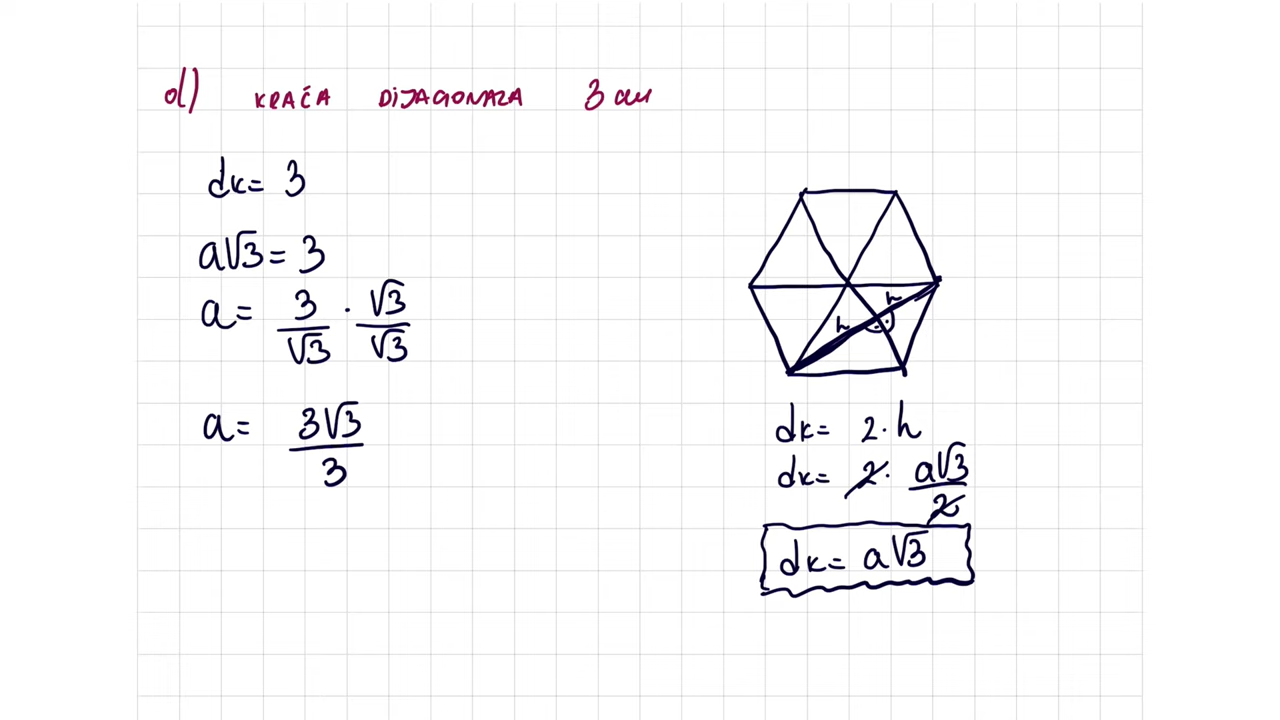 d) KRAĆA DIJAGONALA 3 cm
dk = 3
a√3 = 3
a = 3/√3 · √3/√3
a = 3√3/3
h
h
dk = 2 · h
dk = 2 · a√3/2
dk = a√3